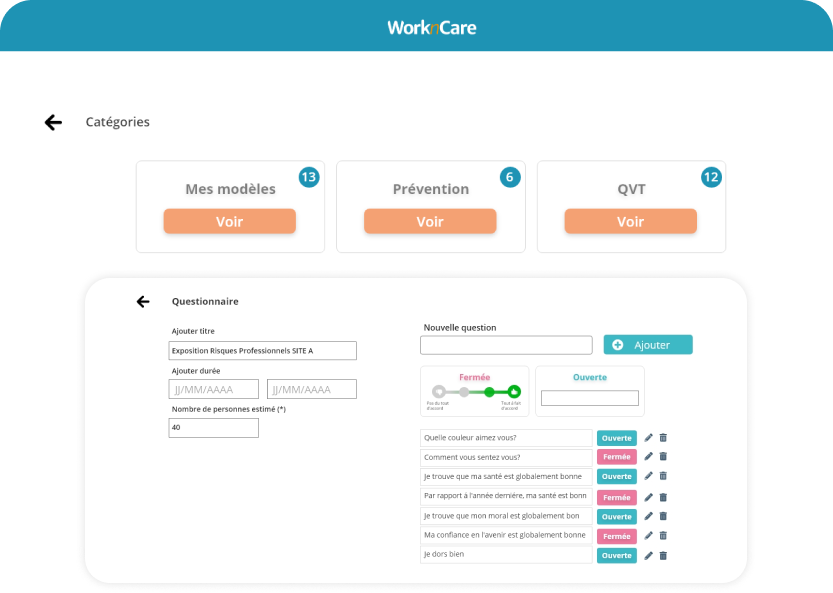 WorknCare
Catégories
Mes modèles
13
Voir
Prévention
6
Voir
QVT
12
Voir
Questionnaire
Ajouter titre
Exposition Risques Professionnels SITE A
Ajouter durée
JJ/MM/AAAA
JJ/MM/AAAA
Nombre de personnes estimé (*)
40
Nouvelle question
Ajouter
Fermée
Pas du tout
d'accord
Tout à fait
d'accord
Ouverte
Quelle couleur aimez vous? Ouverte
Comment vous sentez vous? Fermée
Je trouve que ma santé est globalement bonne Ouverte
Par rapport à l'année dernière, ma santé est bonn Fermée
Je trouve que mon moral est globalement bon Ouverte
Ma confiance en l'avenir est globalement bonne Fermée
Je dors bien Ouverte